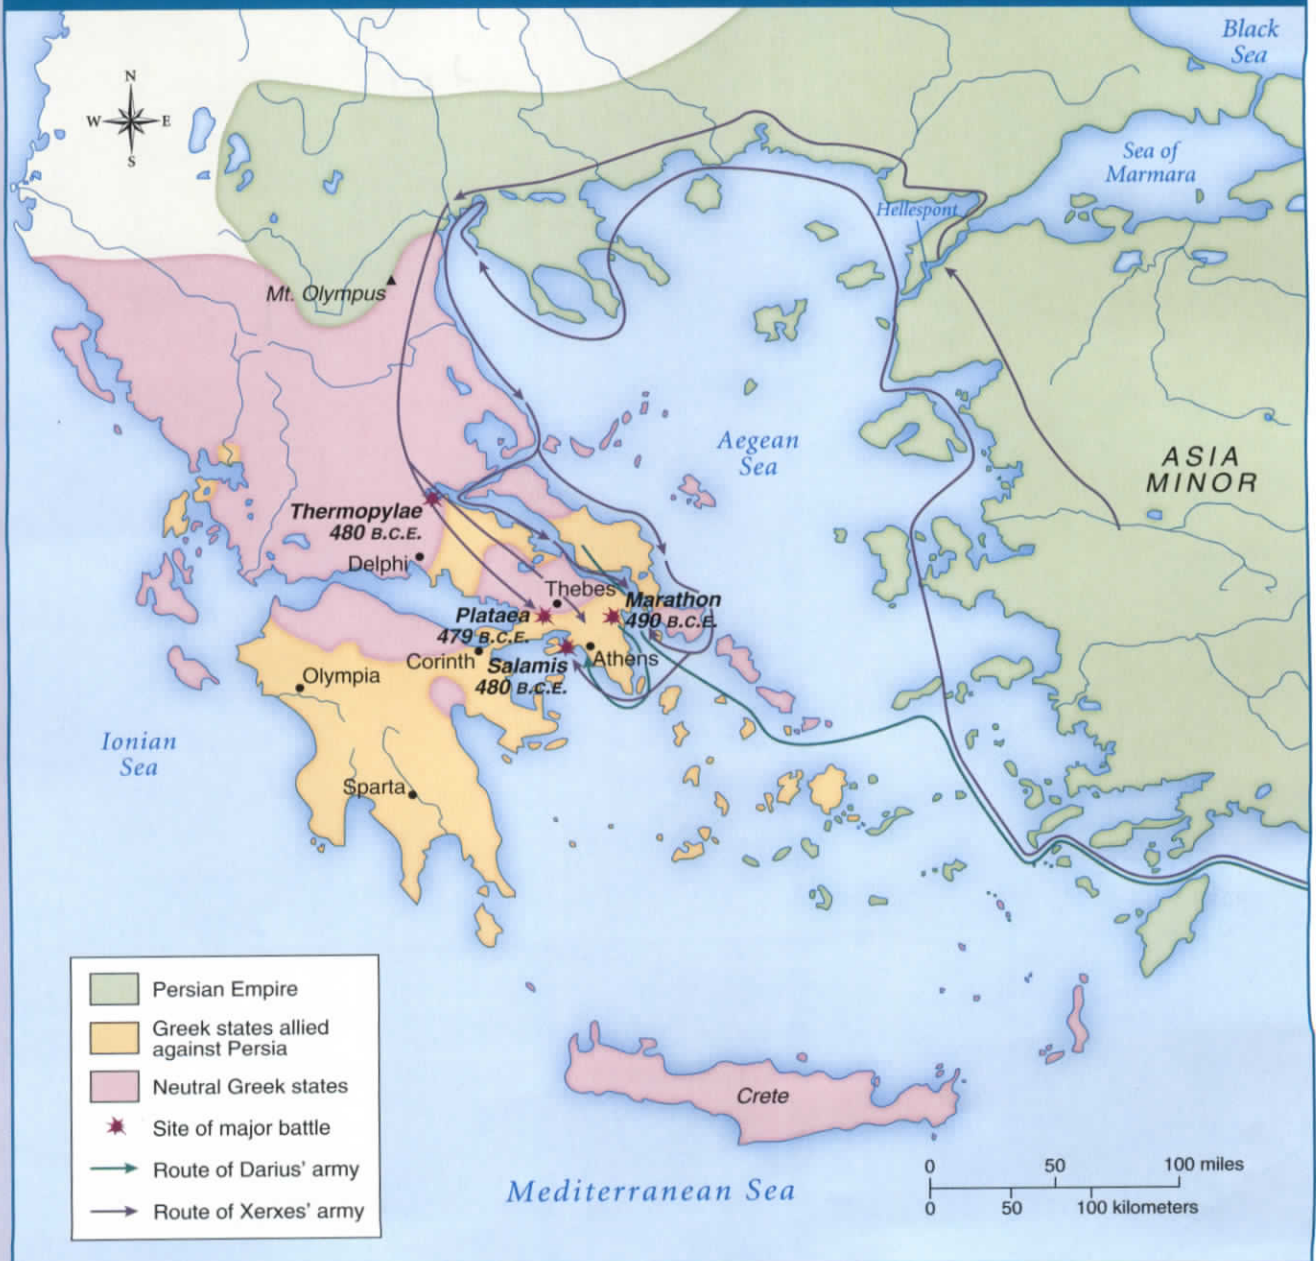 Black
Sea
N
W
E
S
Sea of
Marmara
Hellespont
Mt. Olympus
Aegean
Sea
ASIA
MINOR
Thermopylae
480 B.C.E.
Delphi
Thebes
Marathon
490 B.C.E.
Plataea
479 B.C.E.
Corinth
Salamis
480 B.C.E.
Athens
Olympia
Ionian
Sea
Sparta
Persian Empire
Greek states allied
against Persia
Neutral Greek states
Site of major battle
Route of Darius' army
Route of Xerxes' army
Crete
Mediterranean Sea
0 50 100 miles
0 50 100 kilometers